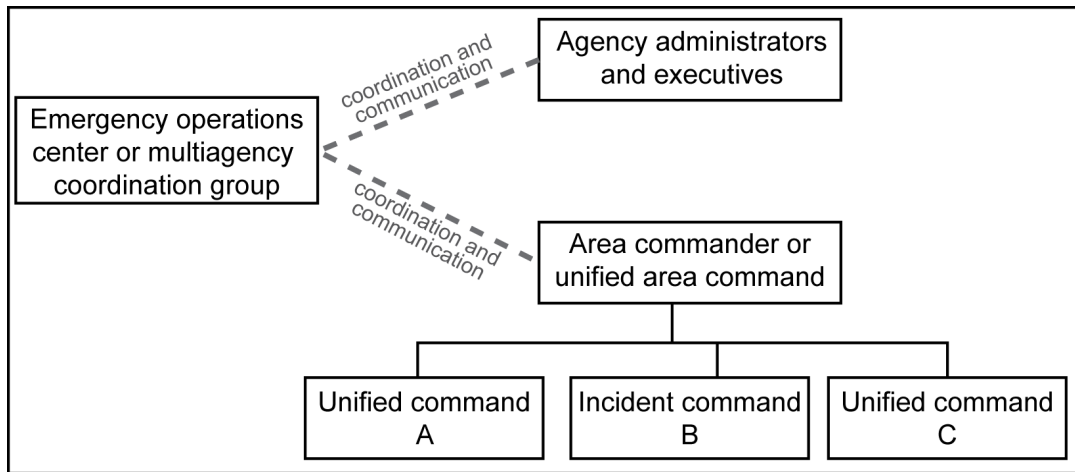 Agency administrators
and executives
coordination and
communication
Emergency operations
center or multiagency
coordination group
coordination and
communication
Area commander or
unified area command
Unified command
A
Incident command
B
Unified command
C